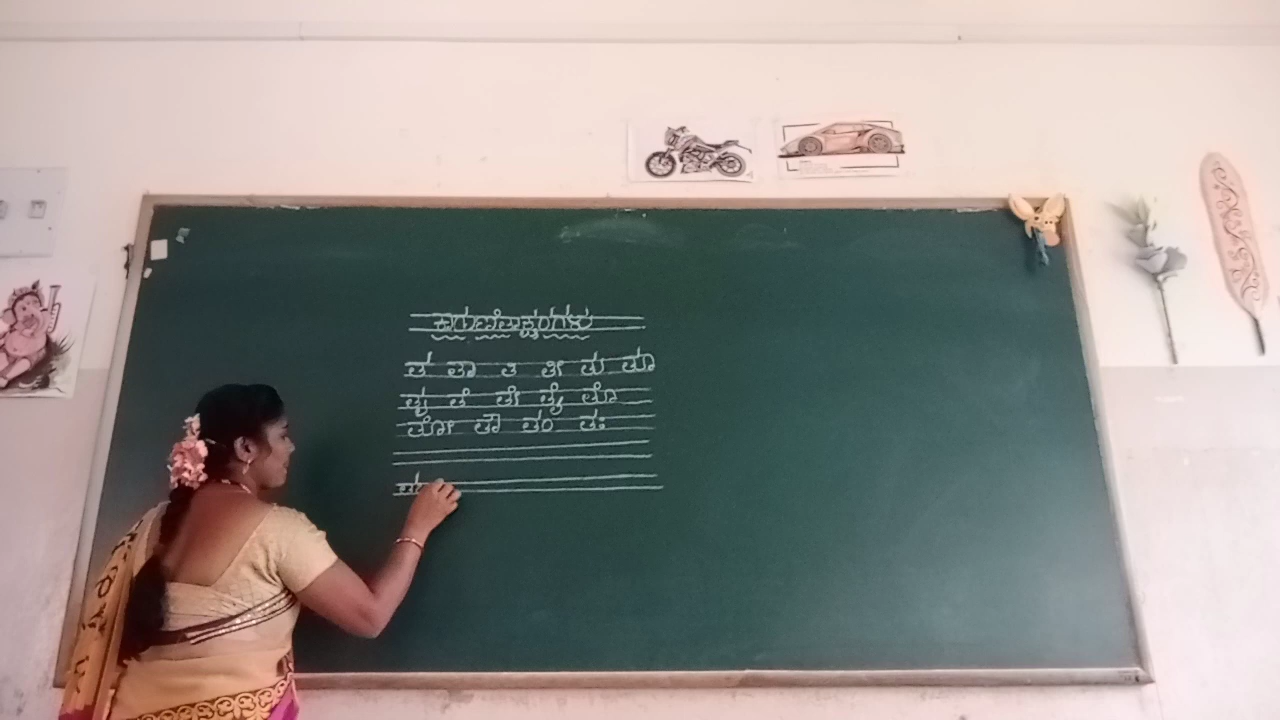 ಕಾಗುಣಿತಾಕ್ಷರಗಳು
ತ ತಾ ತಿ ತೀ ತು ತೂ
ತೃ ತೆ ತೇ ತೈ ತೊ
ತೋ ತೌ ತಂ ತಃ